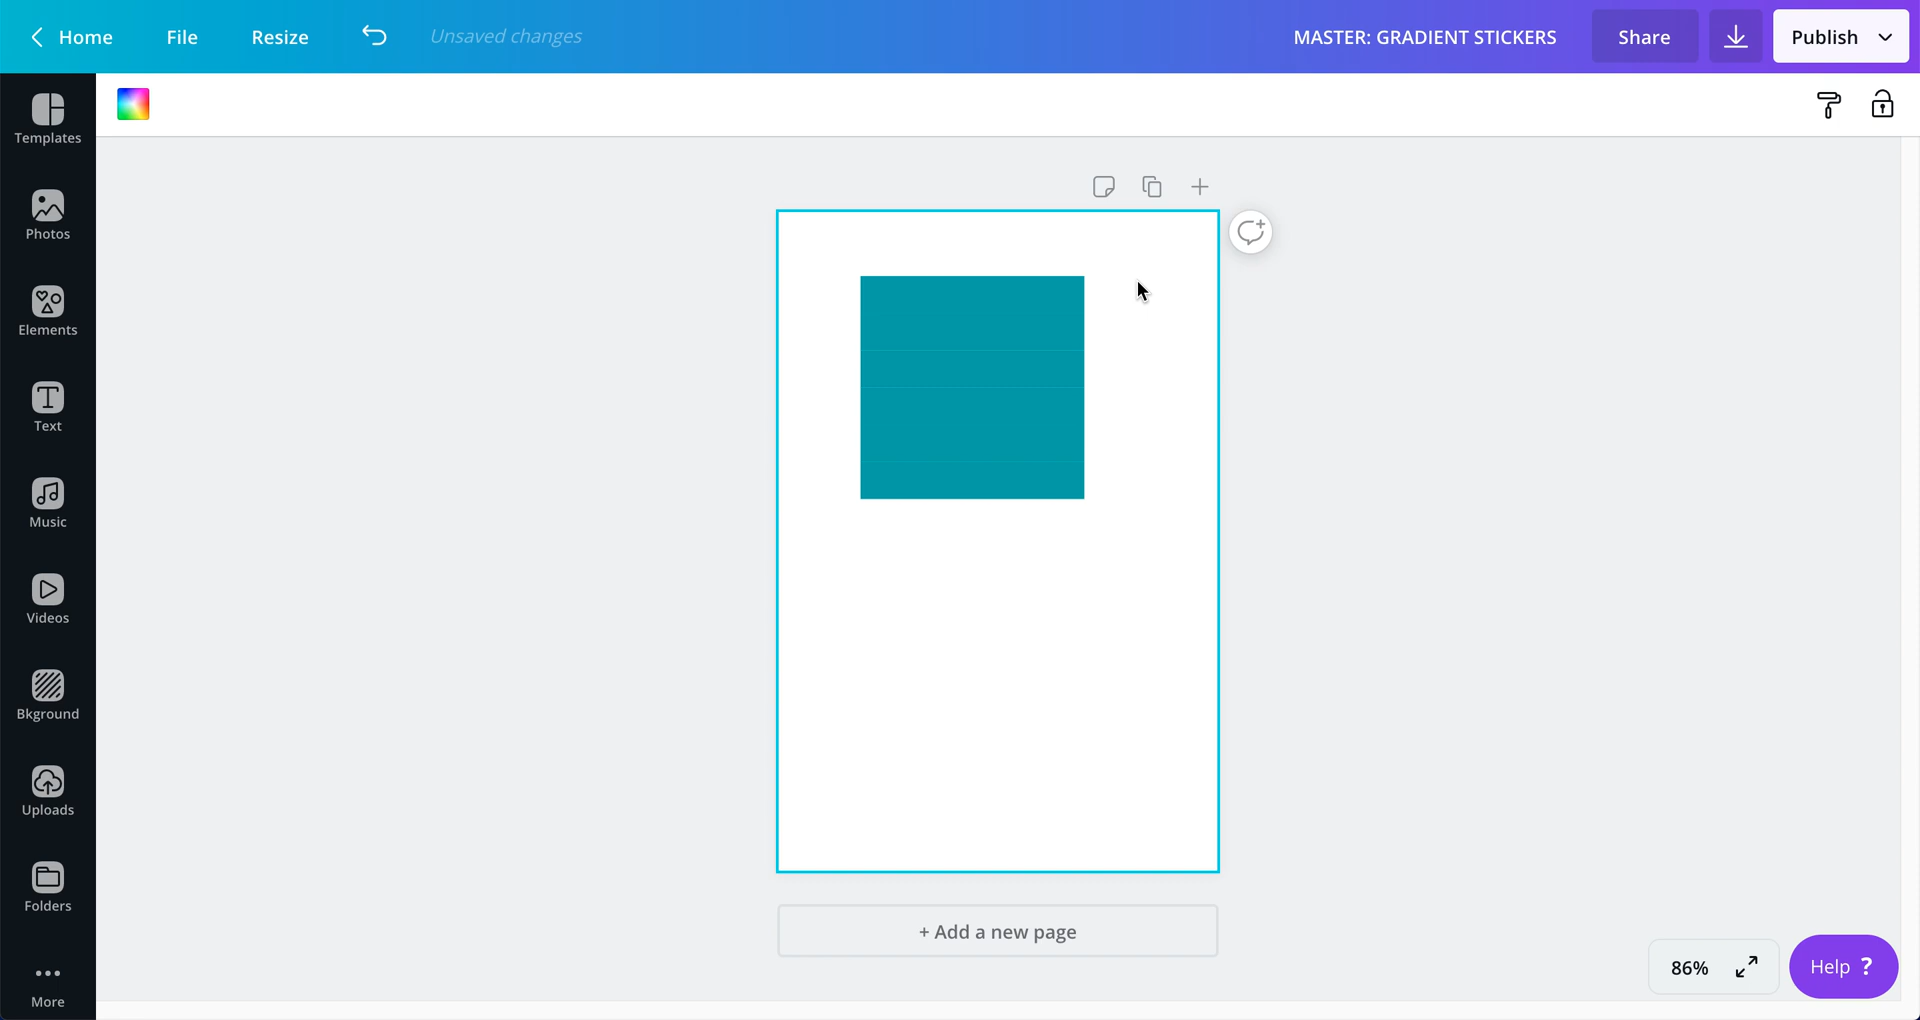 Home
File
Resize
Unsaved changes
MASTER: GRADIENT STICKERS
Share
Publish
Templates
Photos
Elements
Text
Music
Videos
Bkground
Uploads
Folders
More
+ Add a new page
86%
Help ?